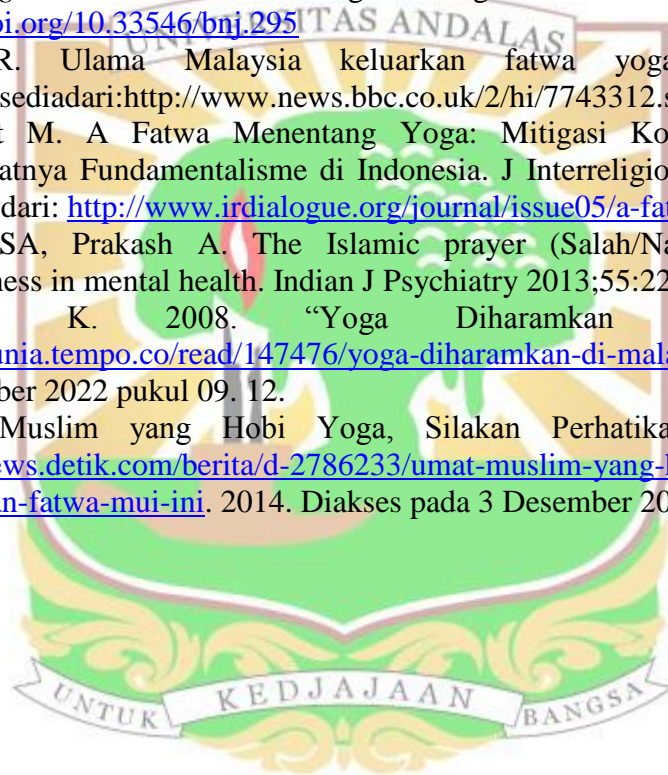 oi.org/10.33546/bnj.295
UNIVERSITAS ANDALAS
R. Ulama Malaysia keluarkan fatwa yoga
sediadari:http://www.news.bbc.co.uk/2/hi/7743312.s
t M. A Fatwa Menentang Yoga: Mitigasi Ko
atnya Fundamentalisme di Indonesia. J Interreligio
dari: http://www.irdialogue.org/journal/issue05/a-fat
SA, Prakash A. The Islamic prayer (Salah/Na
ness in mental health. Indian J Psychiatry 2013;55:22
K. 2008. “Yoga Diharamkan
unia.tempo.co/read/147476/yoga-diharamkan-di-mala
ber 2022 pukul 09. 12.
Muslim yang Hobi Yoga, Silakan Perhatika
ews.detik.com/berita/d-2786233/umat-muslim-yang-l
an-fatwa-mui-ini. 2014. Diakses pada 3 Desember 20
UNTUK KEDJAJAAN BANGSA